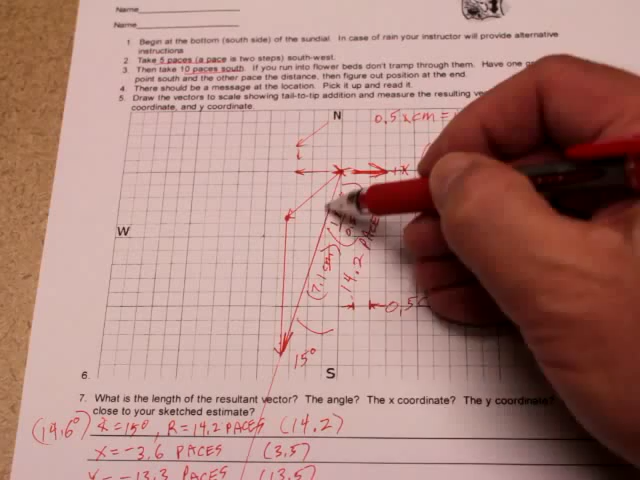 Name
Name
1. Begin at the bottom (south side) of the sundial. In case of rain your instructor will provide alternative
instructions
2. Take 5 paces (a pace is two steps) south-west.
3. Then take 10 paces south. If you run into flower beds don't tramp through them. Have one
point south and the other pace the distance, then figure out position at the end.
4. There should be a message at the location. Pick it up and read it.
5. Draw the vectors to scale showing tail-to-tip addition and measure the resulting
coordinate, and y coordinate.
N
0.5 cm =
+X
W
(7.1 cm)
14.2 PACES
0.5
15°
S
6.
7. What is the length of the resultant vector? The angle? The x coordinate? The y coordinate?
close to your sketched estimate?
(14.6°) = 15°, R = 14.2 PACES (14.2)
X = -3.6 PACES (3.5)
Y = -13.3 PACES (13.5)